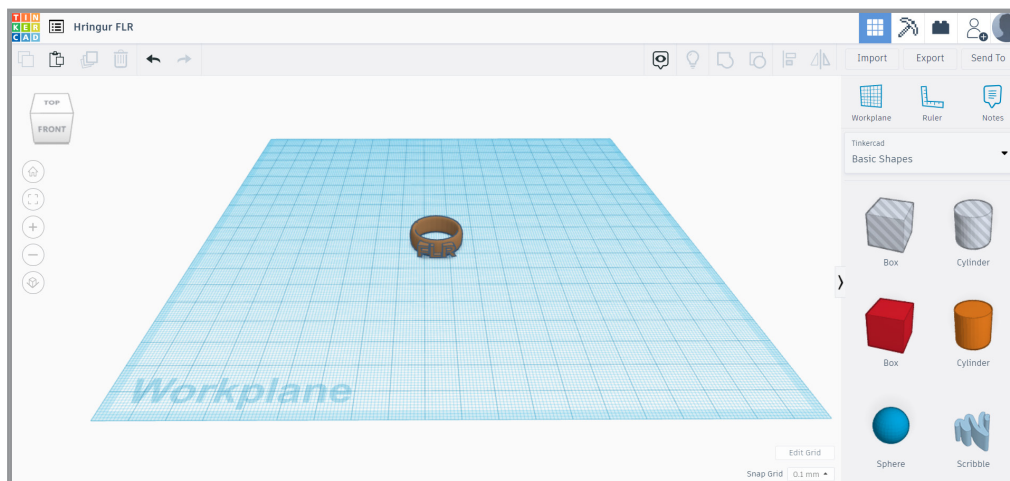 TIN
KER
CAD
Hringur FLR
Import Export Send To
TOP
FRONT
Workplane Ruler Notes
Tinkercad
Basic Shapes
FLR
Box Cylinder
Box Cylinder
Workplane
Edit Grid
Sphere Scribble
Snap Grid 0.1 mm